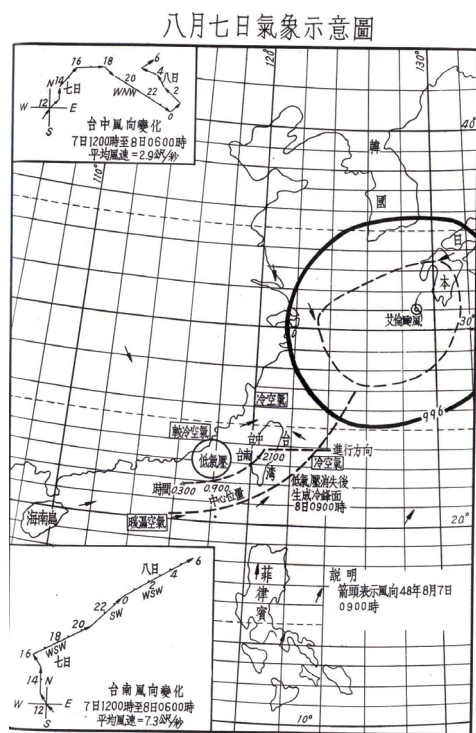 八月七日氣象示意圖
16
18
6
4
八日
20
2
14
七日
WNW
22
0
N
12
W
E
S
台中風向變化
7日1200時至8日0600時
平均風速=2.9公尺/秒
110°
120°
130°
40°
韓
國
日
本
艾倫颱風
30°
996
冷空氣
較冷空氣
台中
台
低氣壓
台南
2100
進行方向
冷空氣
灣
時間0300
0900
中心位置
低氣壓消失後
生成冷鋒面
8日0900時
海南島
暖濕空氣
20°
八日
6
4
2
WSW
0
22
SW
20
18
WSW
16
七日
14
N
W
E
12
S
台南風向變化
7日1200時至8日0600時
平均風速=7.3公尺/秒
菲
律
賓
說明
箭頭表示風向48年8月7日
0900時
10°